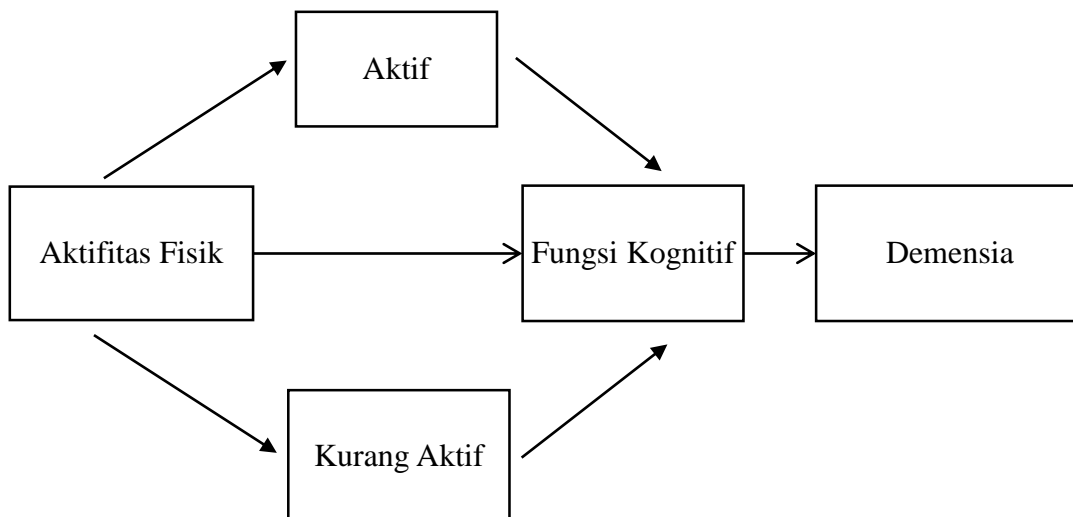 Aktif
Aktifitas Fisik
Fungsi Kognitif
Demensia
Kurang Aktif